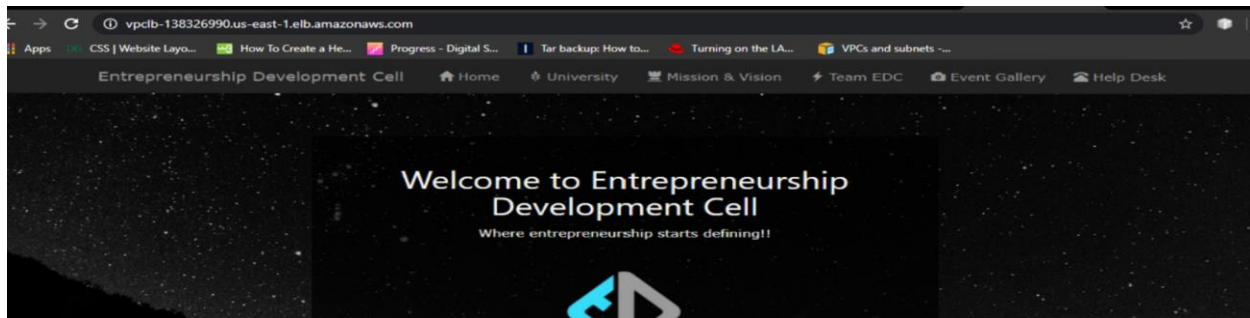 vpclb-138326990.us-east-1.elb.amazonaws.com
Apps CSS | Website Layo... How To Create a He... Progress - Digital S... Tar backup: How to... Turning on the LA... VPCs and subnets -...
Entrepreneurship Development Cell Home University Mission & Vision Team EDC Event Gallery Help Desk
Welcome to Entrepreneurship
Development Cell
Where entrepreneurship starts defining!!